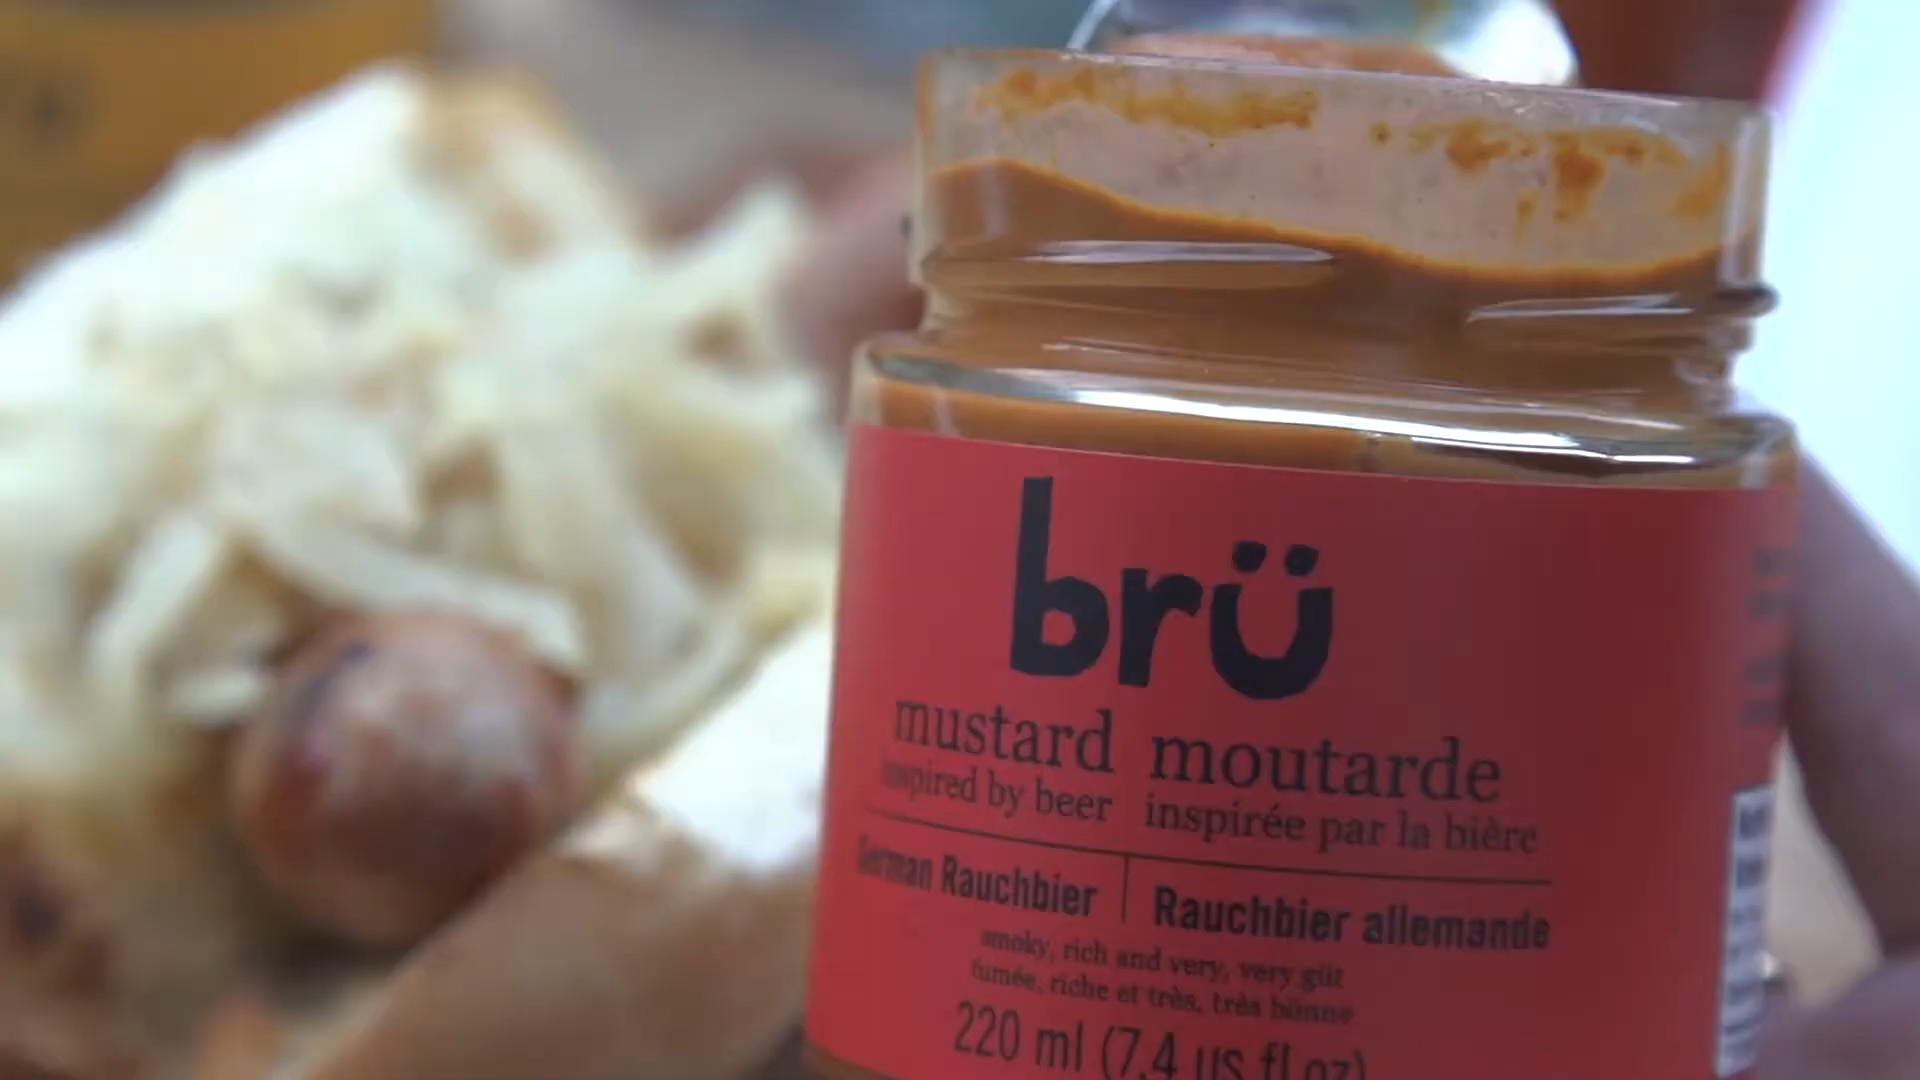 brü
mustard moutarde
inspired by beer inspirée par la bière
German Rauchbier Rauchbier allemande
smoky, rich and very, very güt
fumée, riche et très, très bönne
220 ml (7,4 us fl oz)